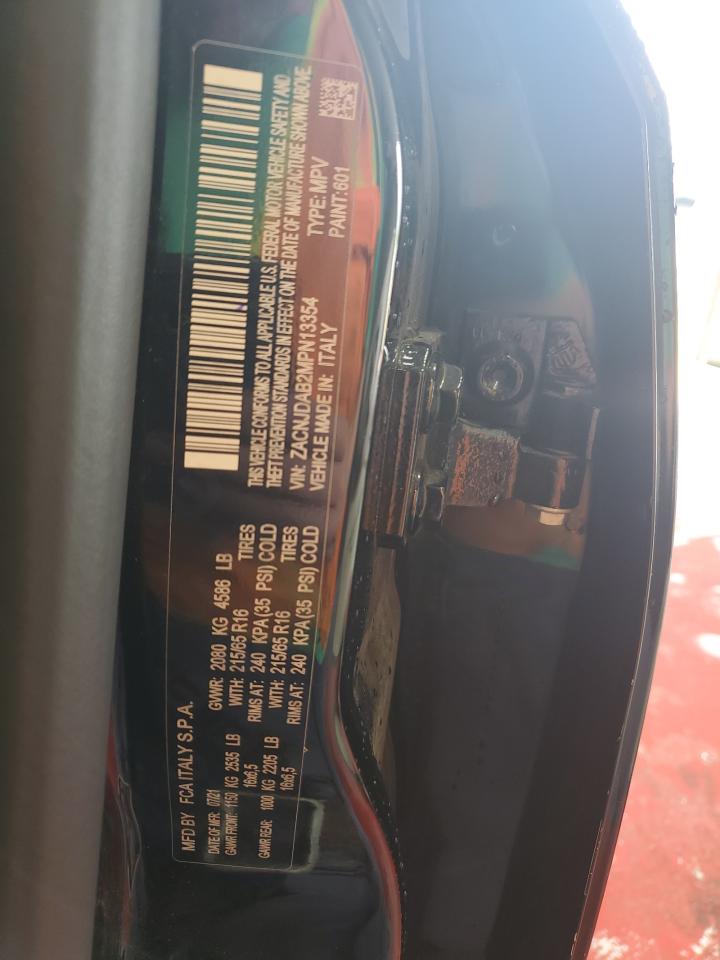 MFD BY FCA ITALY S.P.A.
DATE OF MFR: 07/21 GVWR: 2080 KG 4586 LB
GAWR FRONT: 1150 KG 2535 LB WITH: 215/65 R16 TIRES
16x6,5 RIMS AT: 240 KPA(35 PSI) COLD
GAWR REAR: 1000 KG 2205 LB WITH: 215/65 R16 TIRES
16x6,5 RIMS AT: 240 KPA(35 PSI) COLD
THIS VEHICLE CONFORMS TO ALL APPLICABLE U.S. FEDERAL MOTOR VEHICLE SAFETY AND
THEFT PREVENTION STANDARDS IN EFFECT ON THE DATE OF MANUFACTURE SHOWN ABOVE.
VIN: ZACNJDAB2MPN13354 TYPE: MPV
VEHICLE MADE IN: ITALY PAINT: 601